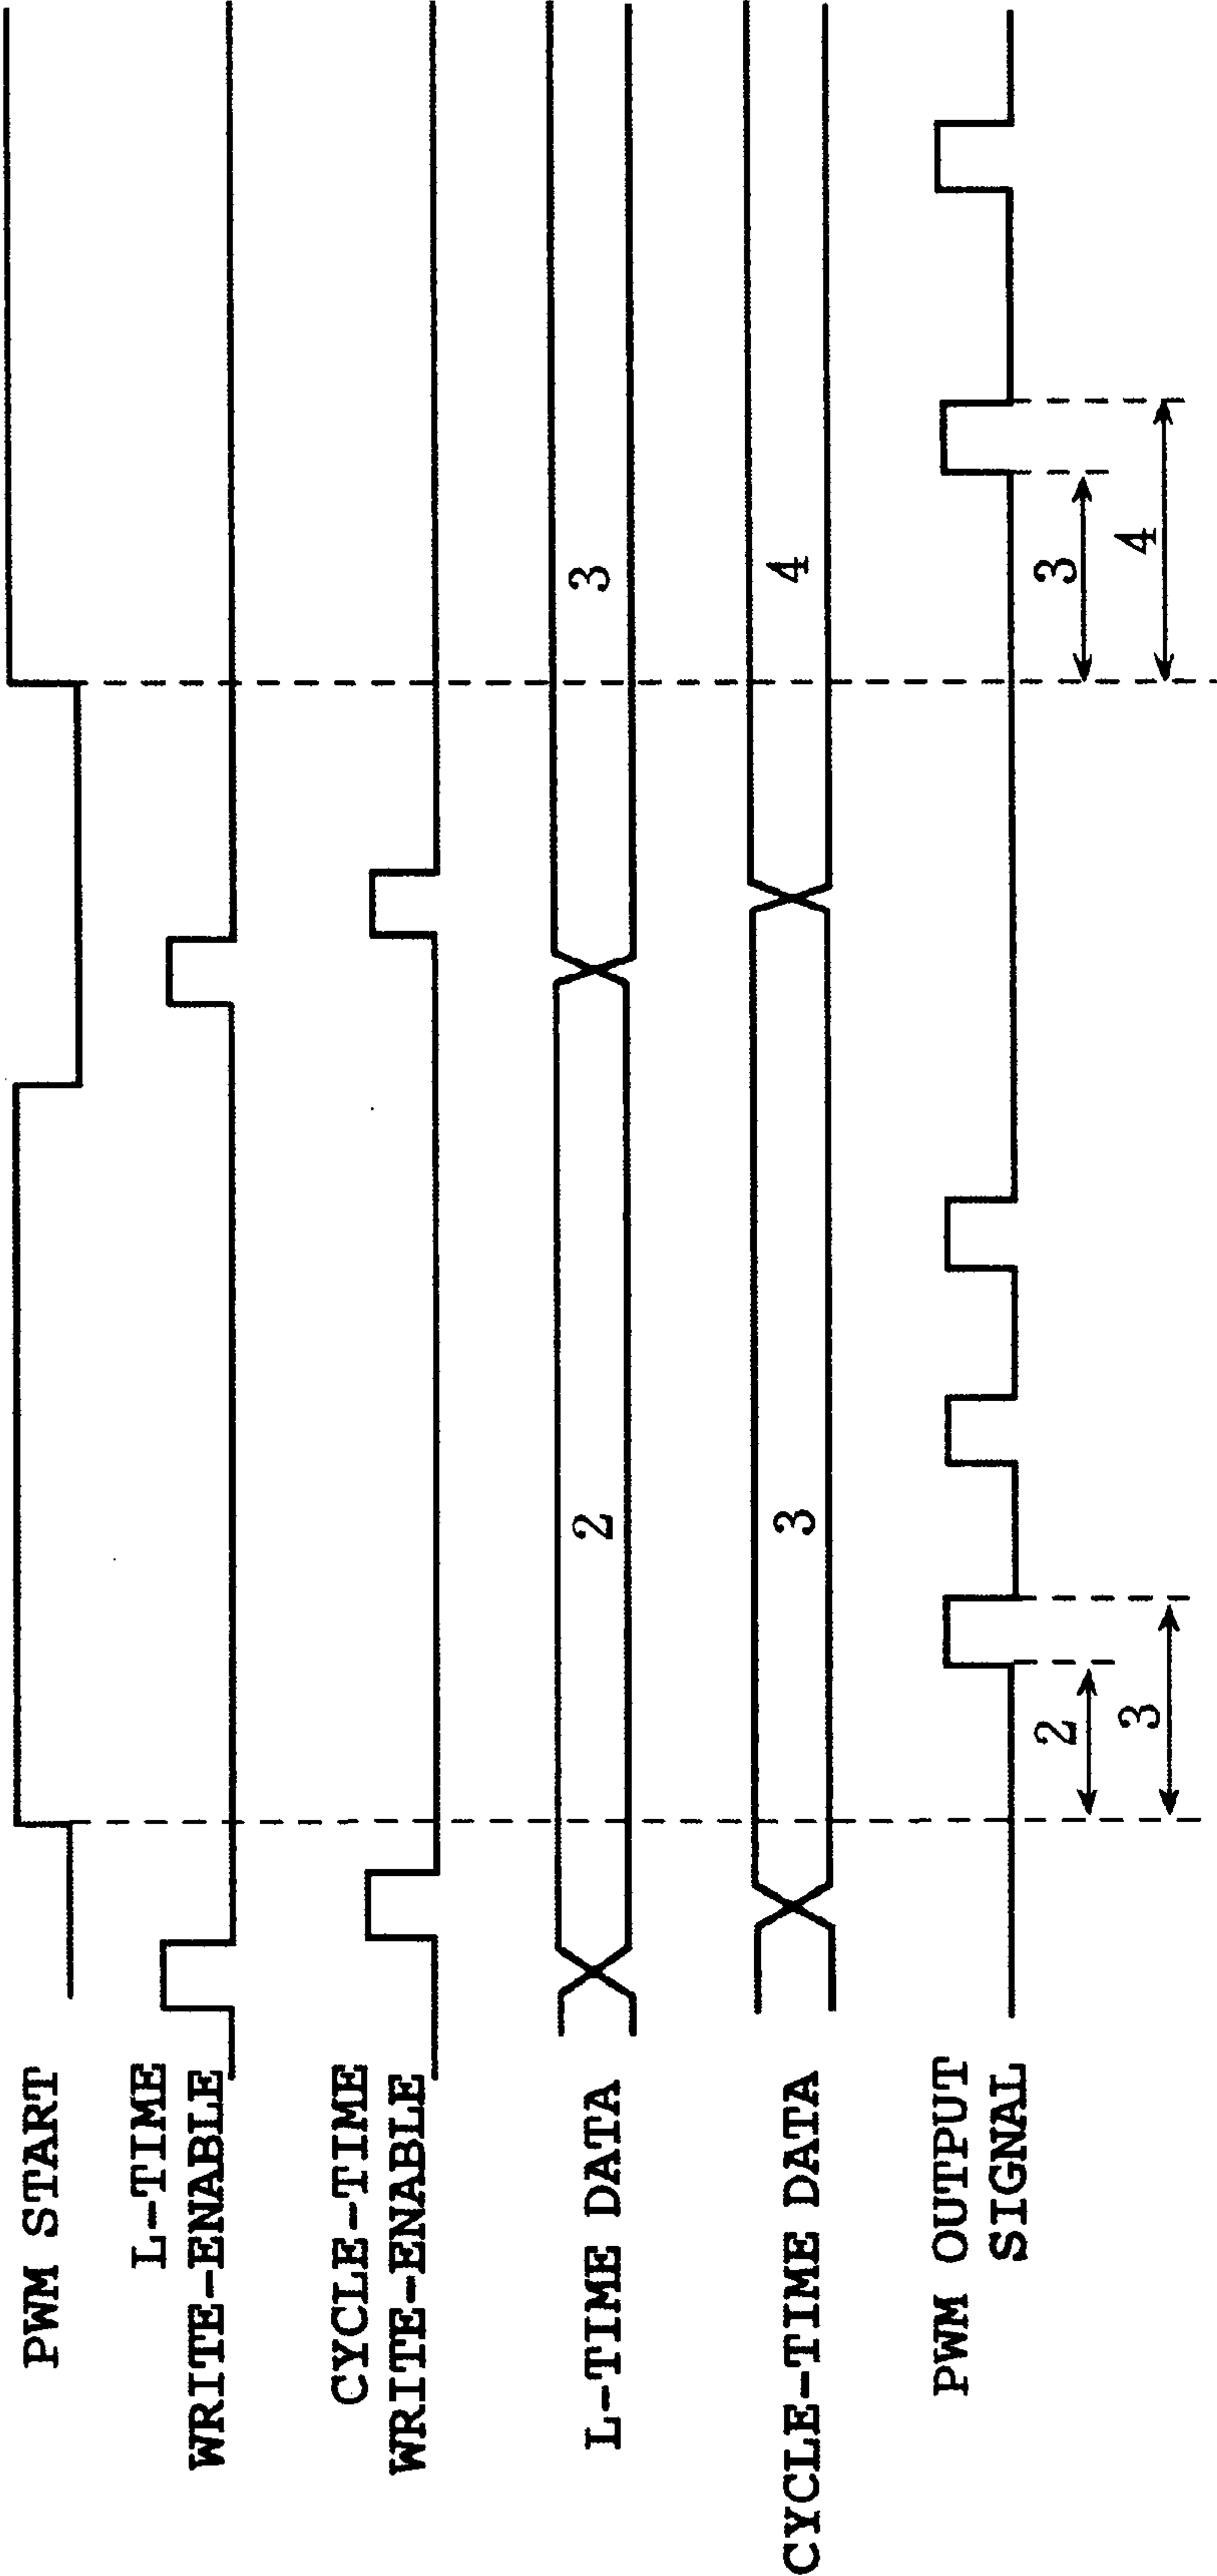 PWM START
L-TIME
WRITE-ENABLE
CYCLE-TIME
WRITE-ENABLE
L-TIME DATA
2
3
CYCLE-TIME DATA
3
4
PWM OUTPUT
SIGNAL
2
3
3
4